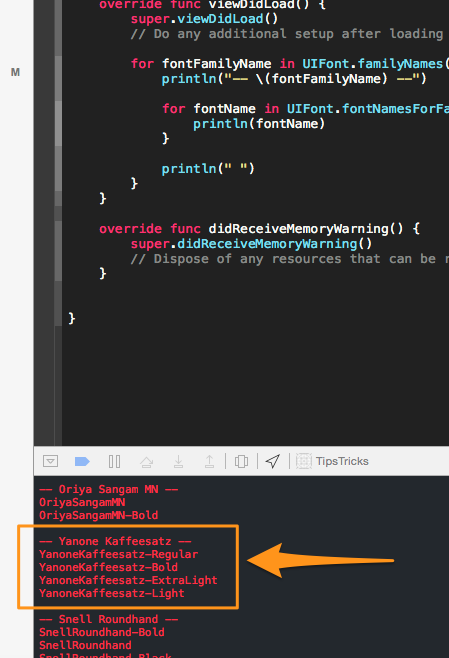 override func viewDidLoad() {
super.viewDidLoad()
// Do any additional setup after loading
M
for fontFamilyName in UIFont.familyNames(
println("-- \(fontFamilyName) --")
for fontName in UIFont.fontNamesForFa
println(fontName)
}
println(" ")
}
}
override func didReceiveMemoryWarning() {
super.didReceiveMemoryWarning()
// Dispose of any resources that can be r
}
}
TipsTricks
-- Oriya Sangam MN --
OriyaSangamMN
OriyaSangamMN-Bold
-- Yanone Kaffeesatz --
YanoneKaffeesatz-Regular
YanoneKaffeesatz-Bold
YanoneKaffeesatz-ExtraLight
YanoneKaffeesatz-Light
-- Snell Roundhand --
SnellRoundhand-Bold
SnellRoundhand
SnellRoundhand-Black